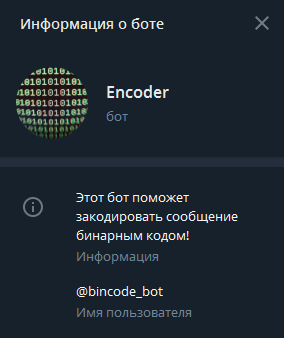 Информация о боте
Encoder
бот
Этот бот поможет
закодировать сообщение
бинарным кодом!
Информация
@bincode_bot
Имя пользователя